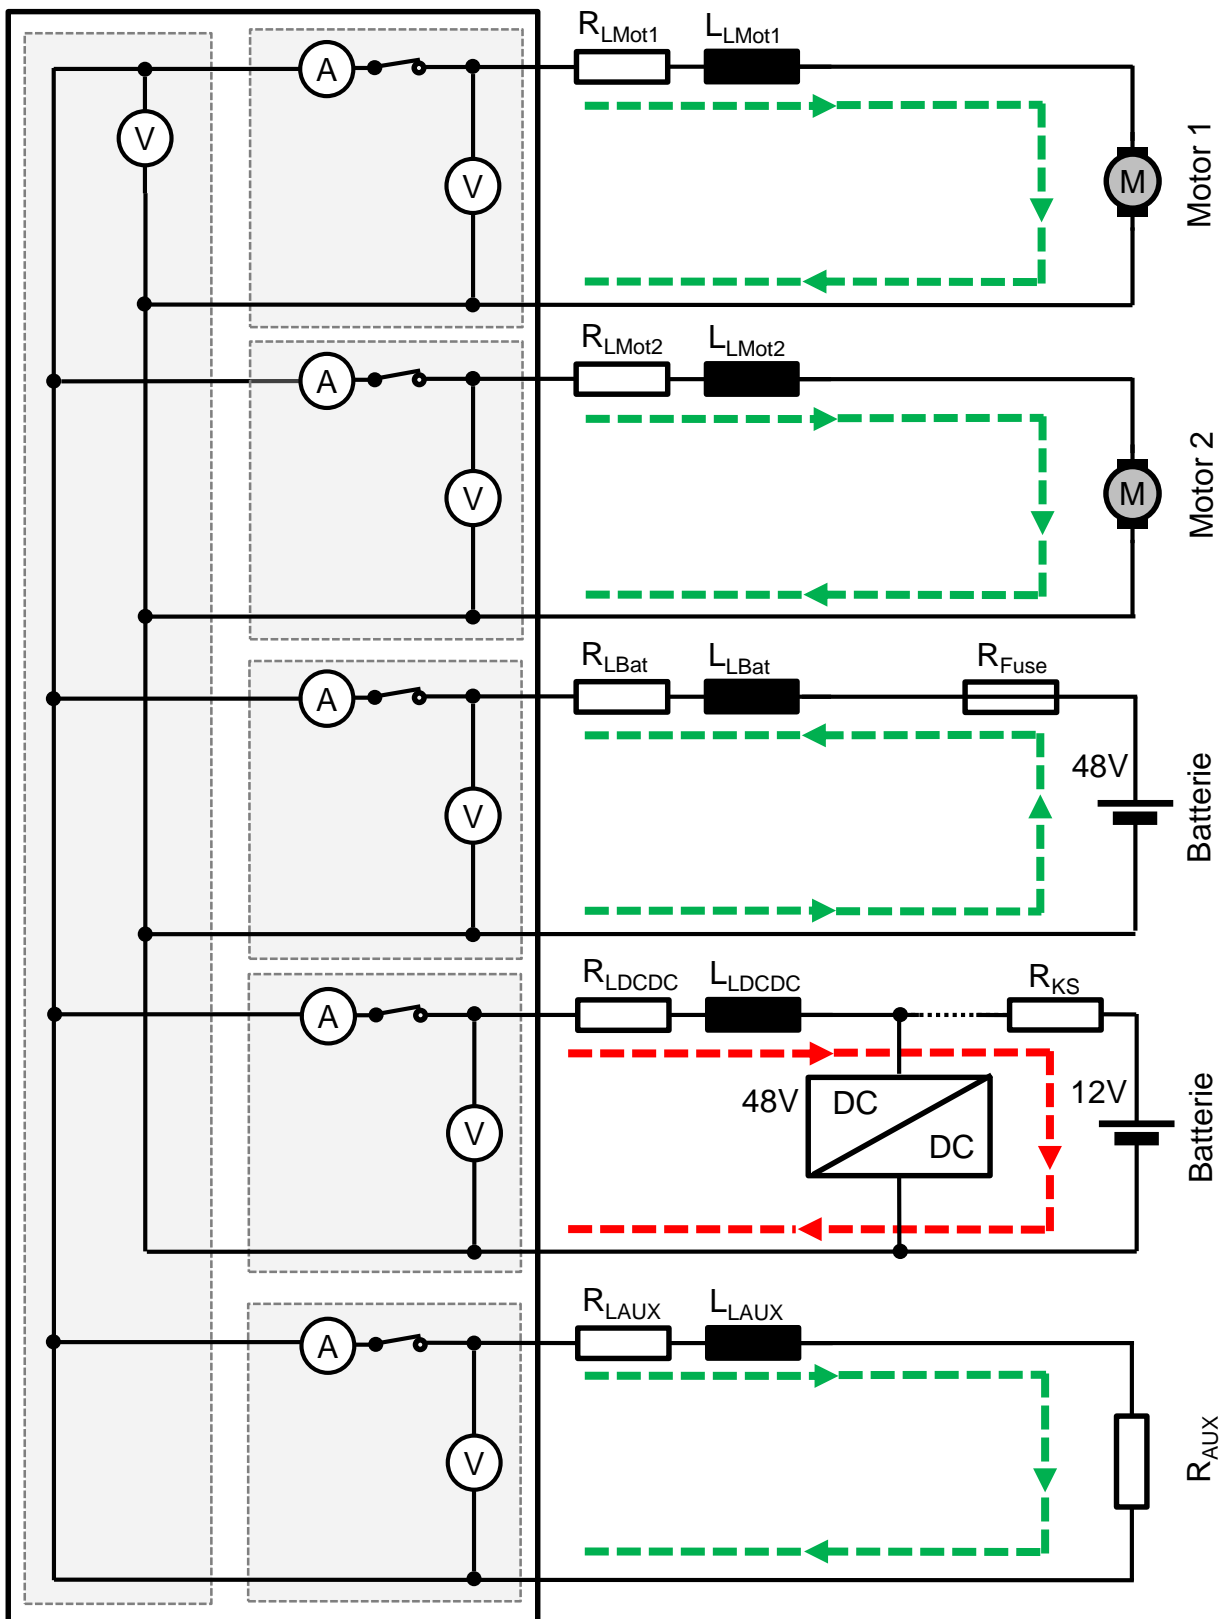 R_LMot1 L_LMot1
A
V
V
M
Motor 1
R_LMot2 L_LMot2
A
V
M
Motor 2
R_LBat L_LBat R_Fuse
A
V
48V
Batterie
R_LDCDC L_LDCDC R_KS
A
V
48V
DC
DC
12V
Batterie
R_LAUX L_LAUX
A
V
R_AUX